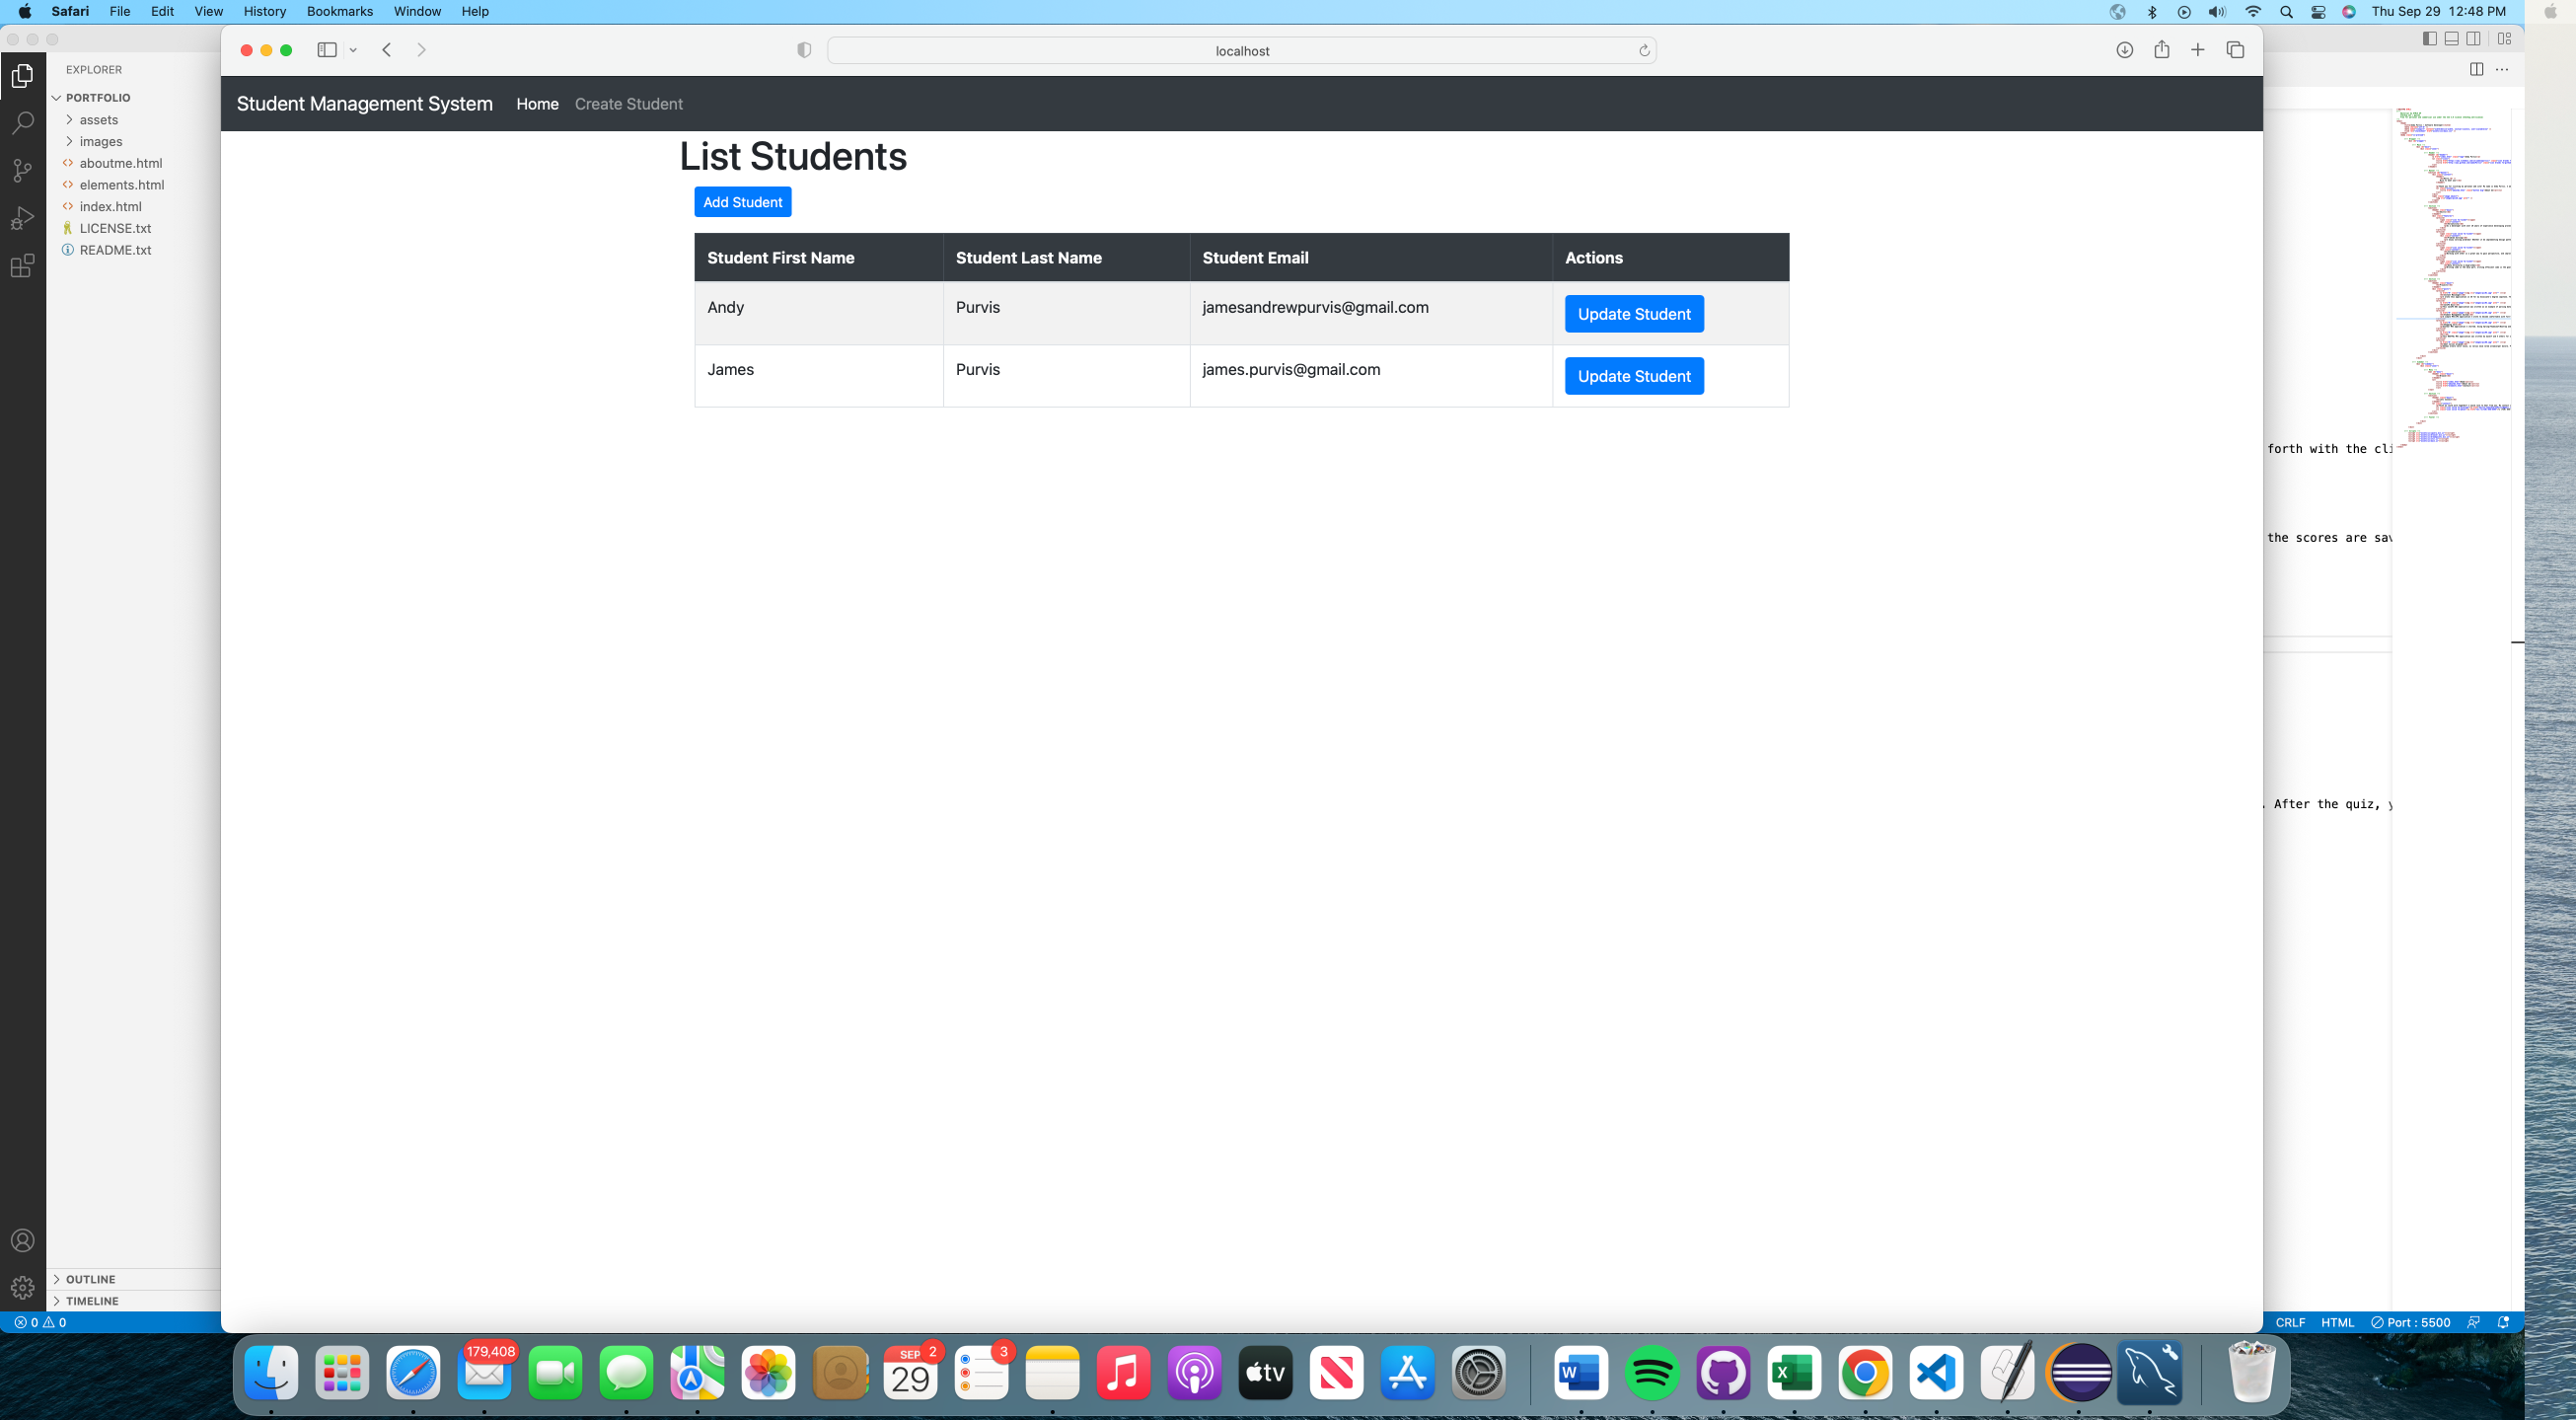 Safari File Edit View History Bookmarks Window Help Thu Sep 29 12:48 PM
localhost
EXPLORER
PORTFOLIO
assets
images
aboutme.html
elements.html
index.html
LICENSE.txt
README.txt
OUTLINE
TIMELINE
0 0
Student Management System Home Create Student
List Students
Add Student
Student First Name Student Last Name Student Email Actions
Andy Purvis jamesandrewpurvis@gmail.com Update Student
James Purvis james.purvis@gmail.com Update Student
forth with the cli
the scores are sav
. After the quiz, y
CRLF HTML Port : 5500
179,408
SEP 2
29
3
tv
W
X